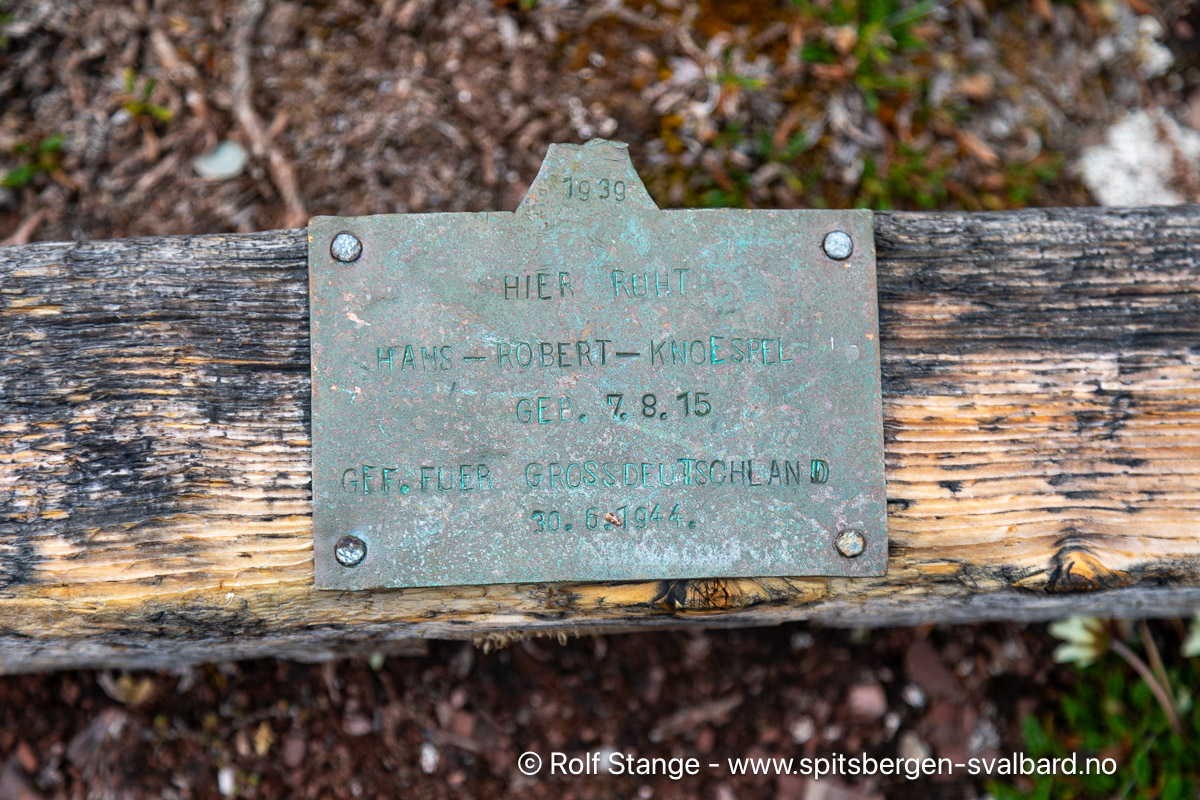 1939
HIER RUHT
HANS – ROBERT – KNOESPEL
GEB. 7.8.15
GEF. FUER GROSSDEUTSCHLAND
30. 6. 1944.
© Rolf Stange - www.spitsbergen-svalbard.no